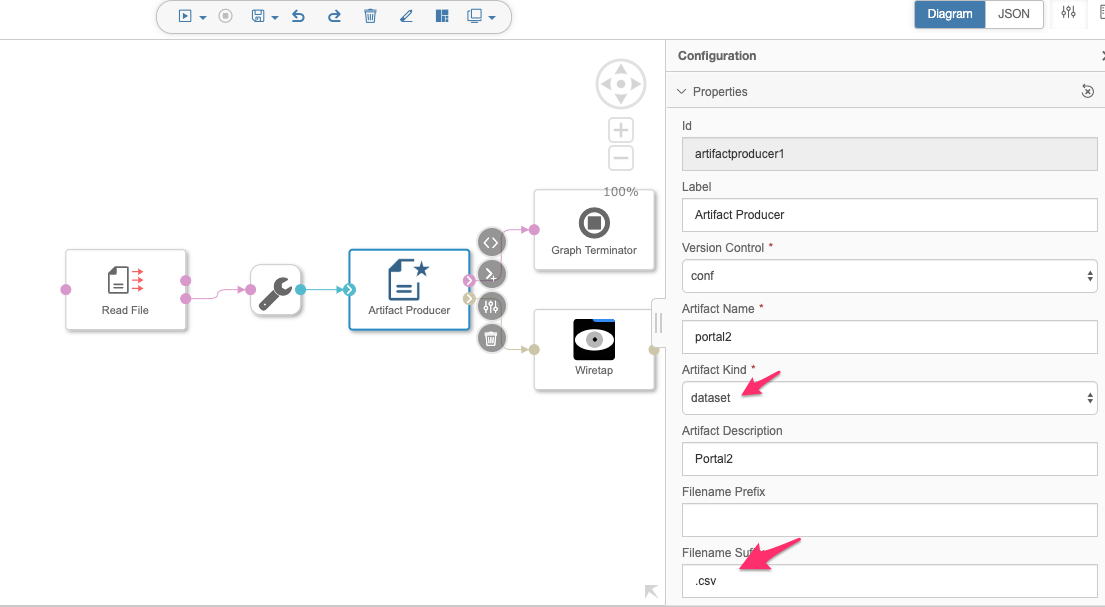 Diagram
JSON
Configuration
Properties
Id
artifactproducer1
Label
Artifact Producer
Version Control *
conf
Artifact Name *
portal2
Artifact Kind *
dataset
Artifact Description
Portal2
Filename Prefix
Filename Suf
.csv
100%
Graph Terminator
Read File
Artifact Producer
Wiretap